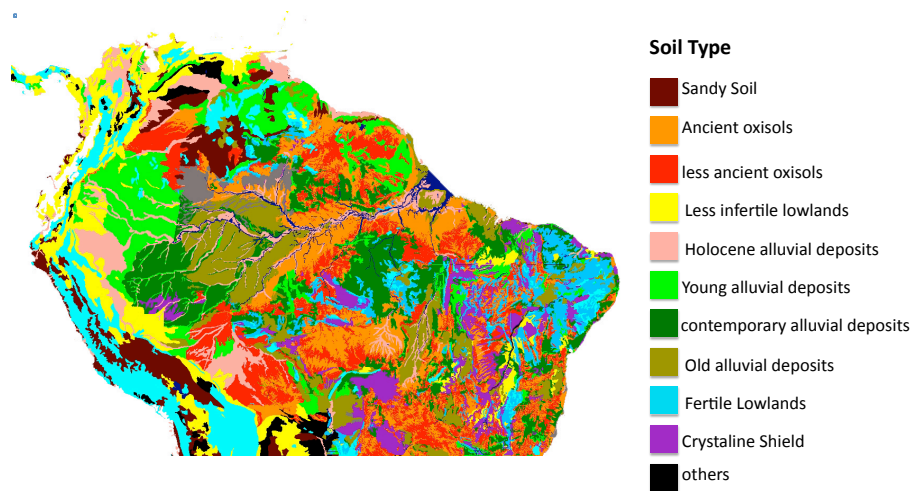 Soil Type
Sandy Soil
Ancient oxisols
less ancient oxisols
Less infertile lowlands
Holocene alluvial deposits
Young alluvial deposits
contemporary alluvial deposits
Old alluvial deposits
Fertile Lowlands
Crystaline Shield
others